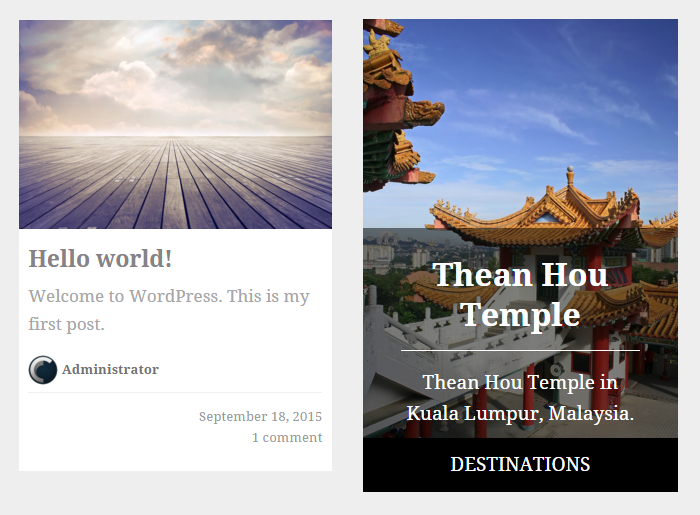 Hello world!
Welcome to WordPress. This is my
first post.
Administrator
September 18, 2015
1 comment
Thean Hou
Temple
Thean Hou Temple in
Kuala Lumpur, Malaysia.
DESTINATIONS